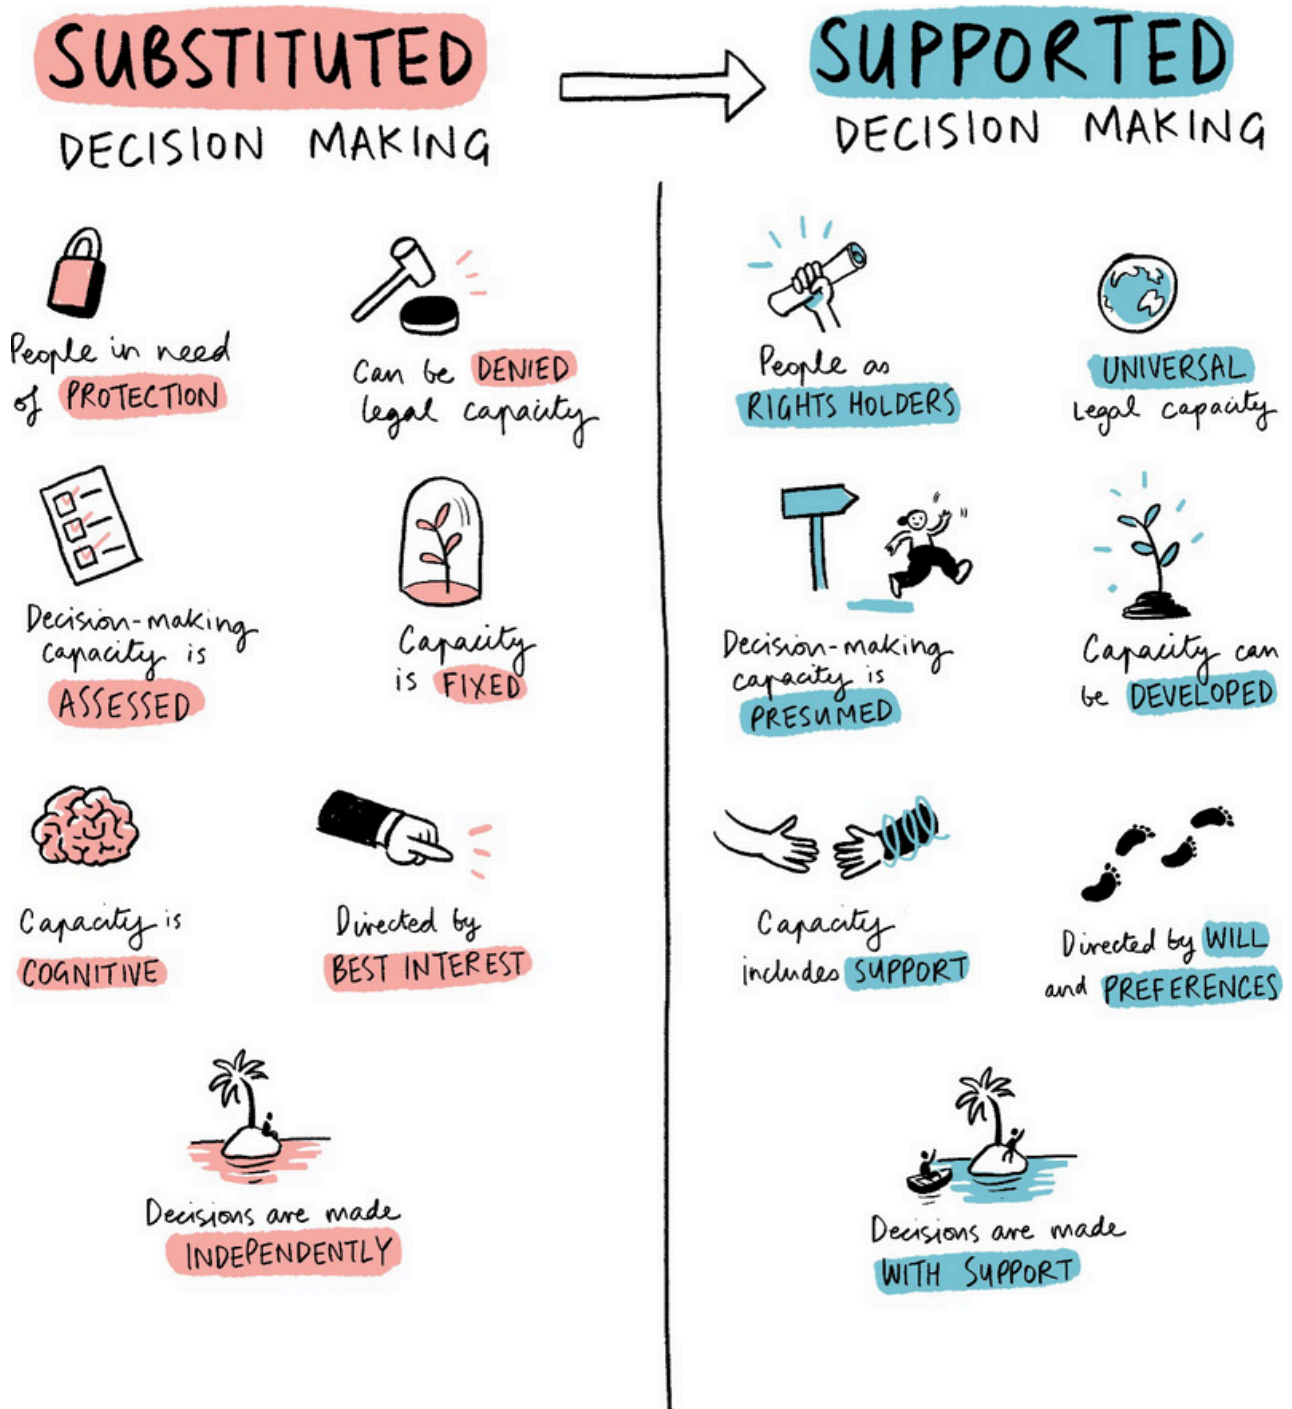 SUBSTITUTED
DECISION MAKING
People in need
of PROTECTION
Can be DENIED
legal capacity
Decision-making
capacity is
ASSESSED
Capacity
is FIXED
Capacity is
COGNITIVE
Directed by
BEST INTEREST
Decisions are made
INDEPENDENTLY
SUPPORTED
DECISION MAKING
People as
RIGHTS HOLDERS
UNIVERSAL
Legal capacity
Decision-making
capacity is
PRESUMED
Capacity can
be DEVELOPED
Capacity
includes SUPPORT
Directed by WILL
and PREFERENCES
Decisions are made
WITH SUPPORT